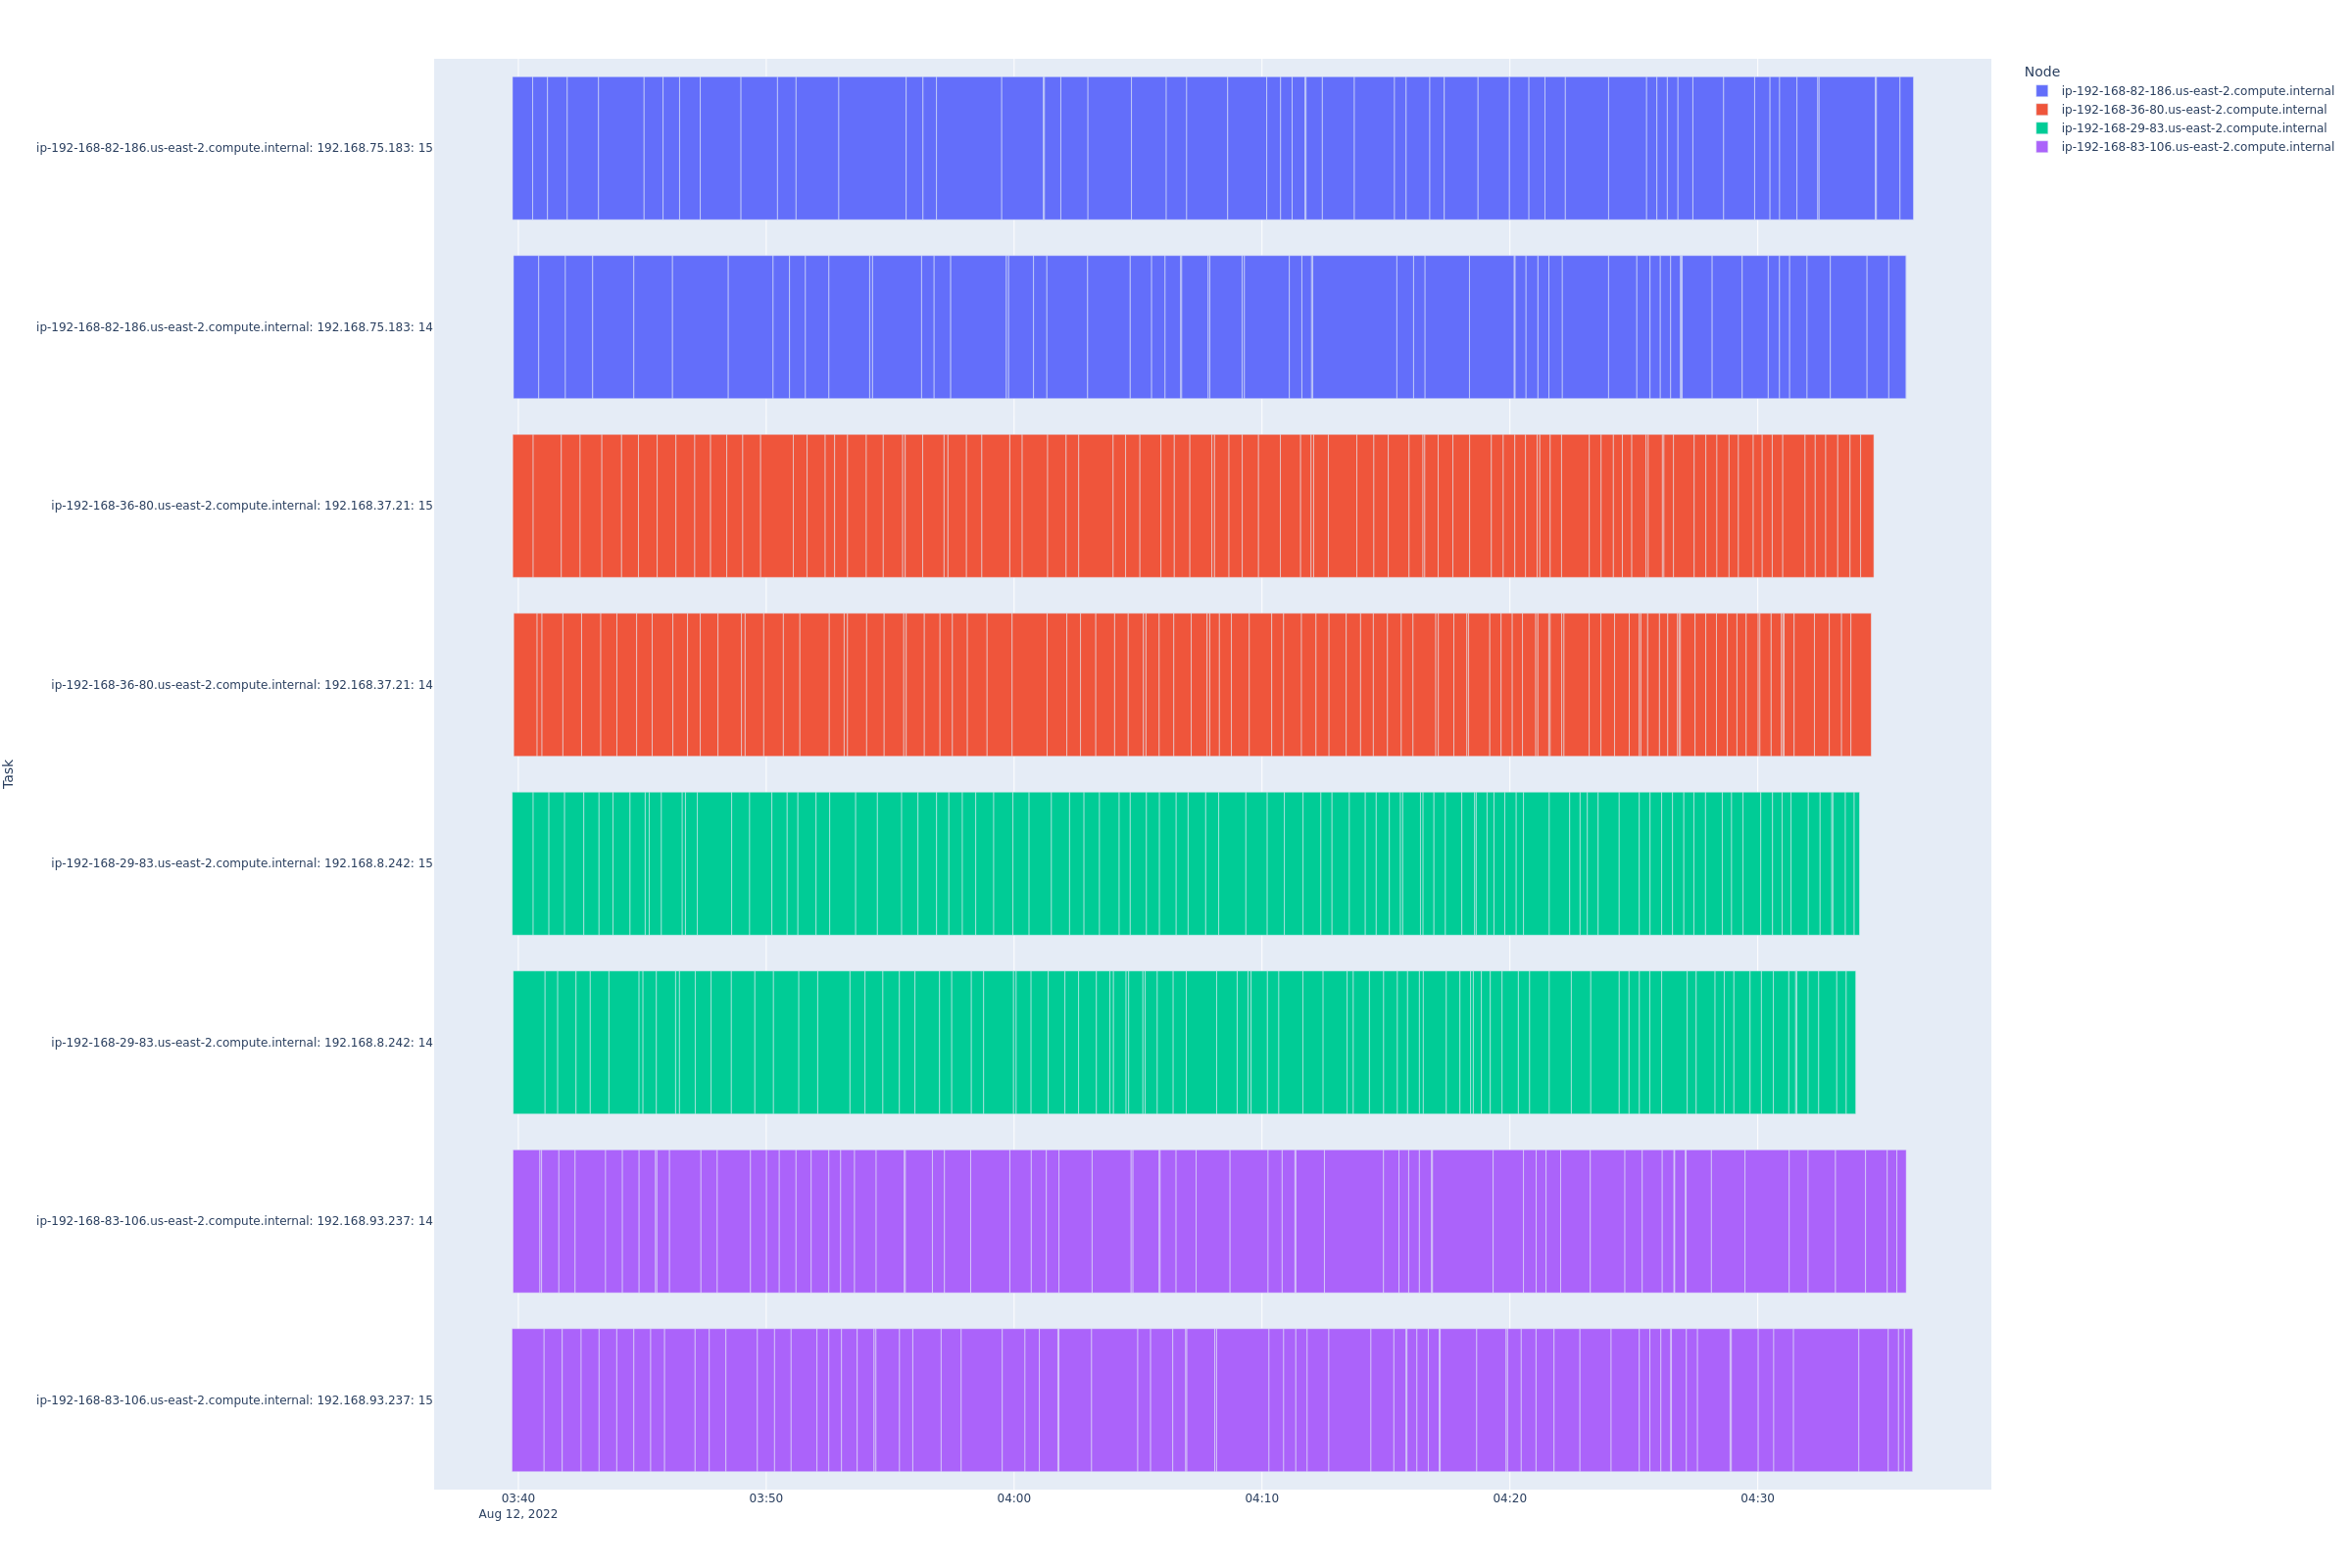 Node
ip-192-168-82-186.us-east-2.compute.internal
ip-192-168-36-80.us-east-2.compute.internal
ip-192-168-29-83.us-east-2.compute.internal
ip-192-168-83-106.us-east-2.compute.internal
Task
ip-192-168-82-186.us-east-2.compute.internal: 192.168.75.183: 15
ip-192-168-82-186.us-east-2.compute.internal: 192.168.75.183: 14
ip-192-168-36-80.us-east-2.compute.internal: 192.168.37.21: 15
ip-192-168-36-80.us-east-2.compute.internal: 192.168.37.21: 14
ip-192-168-29-83.us-east-2.compute.internal: 192.168.8.242: 15
ip-192-168-29-83.us-east-2.compute.internal: 192.168.8.242: 14
ip-192-168-83-106.us-east-2.compute.internal: 192.168.93.237: 14
ip-192-168-83-106.us-east-2.compute.internal: 192.168.93.237: 15
03:40 03:50 04:00 04:10 04:20 04:30
Aug 12, 2022